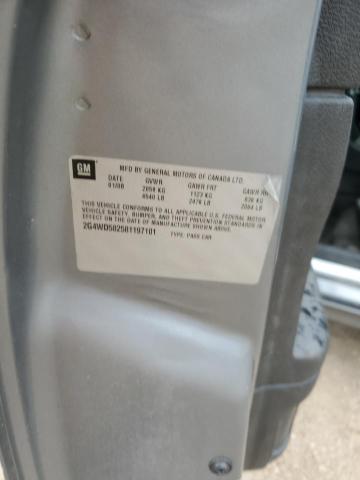 GM
MFD BY GENERAL MOTORS OF CANADA LTD.
DATE GVWR GAWR FRT GAWR RR
01/08 2059 KG 1123 KG 936 KG
4540 LB 2476 LB 2064 LB
THIS VEHICLE CONFORMS TO ALL APPLICABLE U.S. FEDERAL MOTOR
VEHICLE SAFETY, BUMPER, AND THEFT PREVENTION STANDARDS IN
EFFECT ON THE DATE OF MANUFACTURE SHOWN ABOVE.
2G4WD582581197101 TYPE: PASS CAR